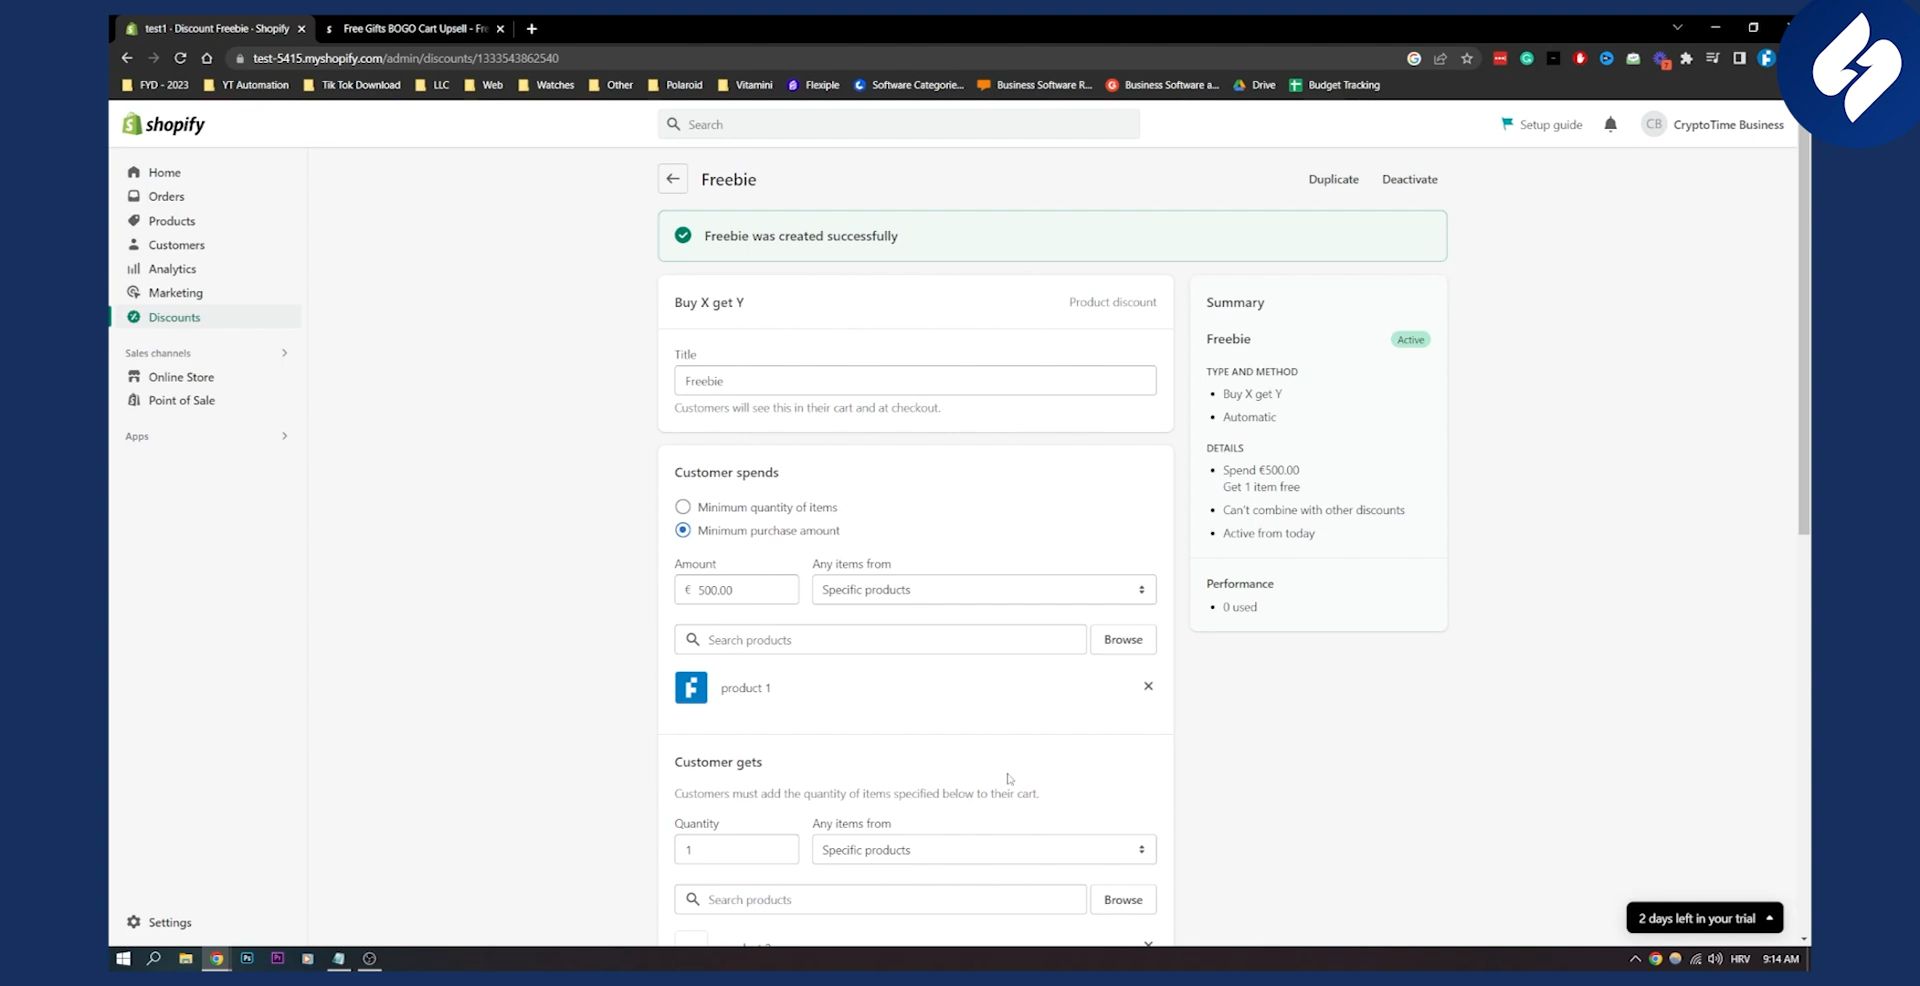 test1 - Discount Freebie - Shopify
Free Gifts BOGO Cart Upsell - Fre
test-5415.myshopify.com/admin/discounts/1333543862540
FYD - 2023
YT Automation
Tik Tok Download
LLC
Web
Watches
Other
Polaroid
Vitamini
Flexiple
Software Categorie...
Business Software R...
Business Software a...
Drive
Budget Tracking
shopify
Search
Setup guide
CB
CryptoTime Business
Home
Orders
Products
Customers
Analytics
Marketing
Discounts
Sales channels
Online Store
Point of Sale
Apps
Settings
Freebie
Duplicate
Deactivate
Freebie was created successfully
Buy X get Y
Product discount
Title
Freebie
Customers will see this in their cart and at checkout.
Customer spends
Minimum quantity of items
Minimum purchase amount
Amount
Any items from
€ 500.00
Specific products
Search products
Browse
product 1
Customer gets
Customers must add the quantity of items specified below to their cart.
Quantity
Any items from
1
Specific products
Search products
Browse
Summary
Freebie
Active
TYPE AND METHOD
Buy X get Y
Automatic
DETAILS
Spend €500.00
Get 1 item free
Can't combine with other discounts
Active from today
Performance
0 used
2 days left in your trial
HRV
9:14 AM